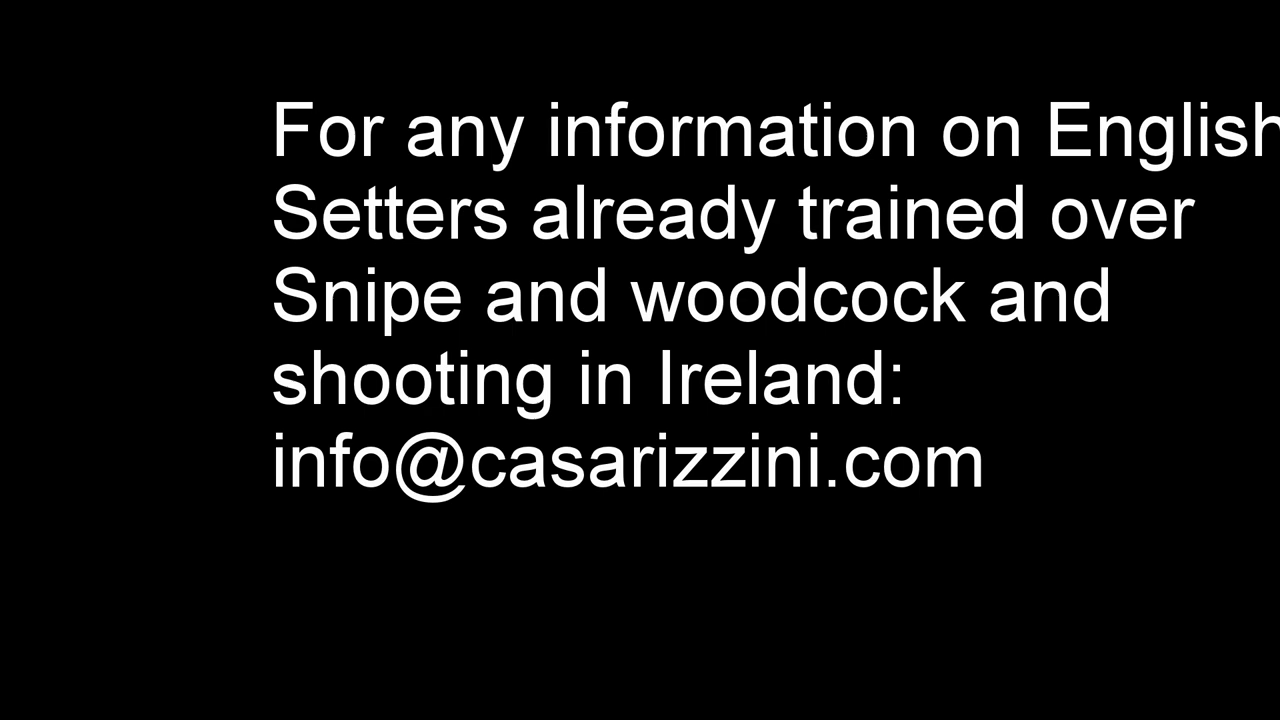 For any information on English
Setters already trained over
Snipe and woodcock and
shooting in Ireland:
info@casarizzini.com